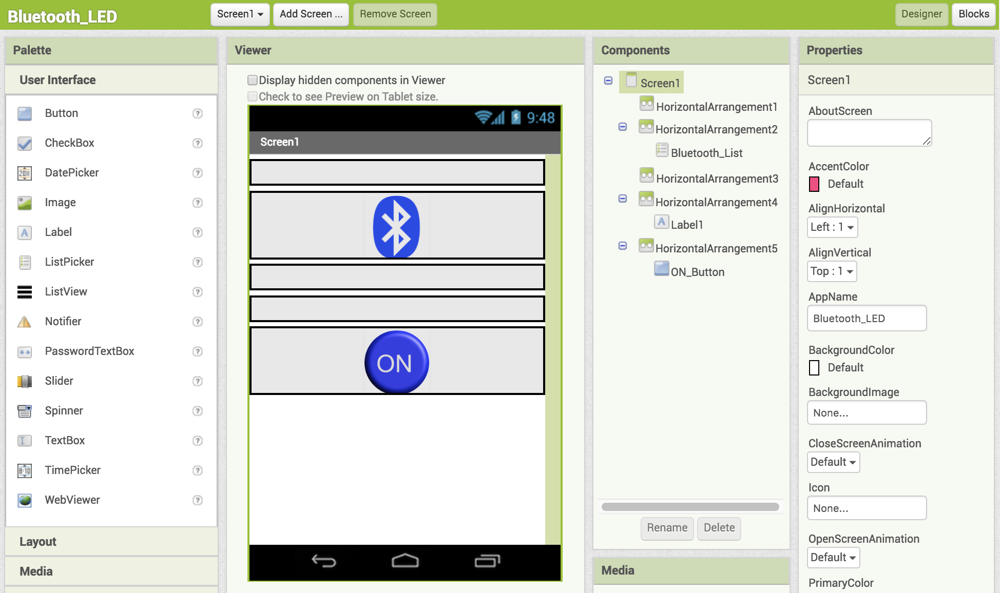 Bluetooth_LED
Screen1
Add Screen ...
Remove Screen
Designer
Blocks
Palette
User Interface
Button
CheckBox
DatePicker
Image
Label
ListPicker
ListView
Notifier
PasswordTextBox
Slider
Spinner
TextBox
TimePicker
WebViewer
Layout
Media
Viewer
Display hidden components in Viewer
Check to see Preview on Tablet size.
9:48
Screen1
ON
Components
Screen1
HorizontalArrangement1
HorizontalArrangement2
Bluetooth_List
HorizontalArrangement3
HorizontalArrangement4
Label1
HorizontalArrangement5
ON_Button
Rename
Delete
Media
Properties
Screen1
AboutScreen
AccentColor
Default
AlignHorizontal
Left : 1
AlignVertical
Top : 1
AppName
Bluetooth_LED
BackgroundColor
Default
BackgroundImage
None...
CloseScreenAnimation
Default
Icon
None...
OpenScreenAnimation
Default
PrimaryColor